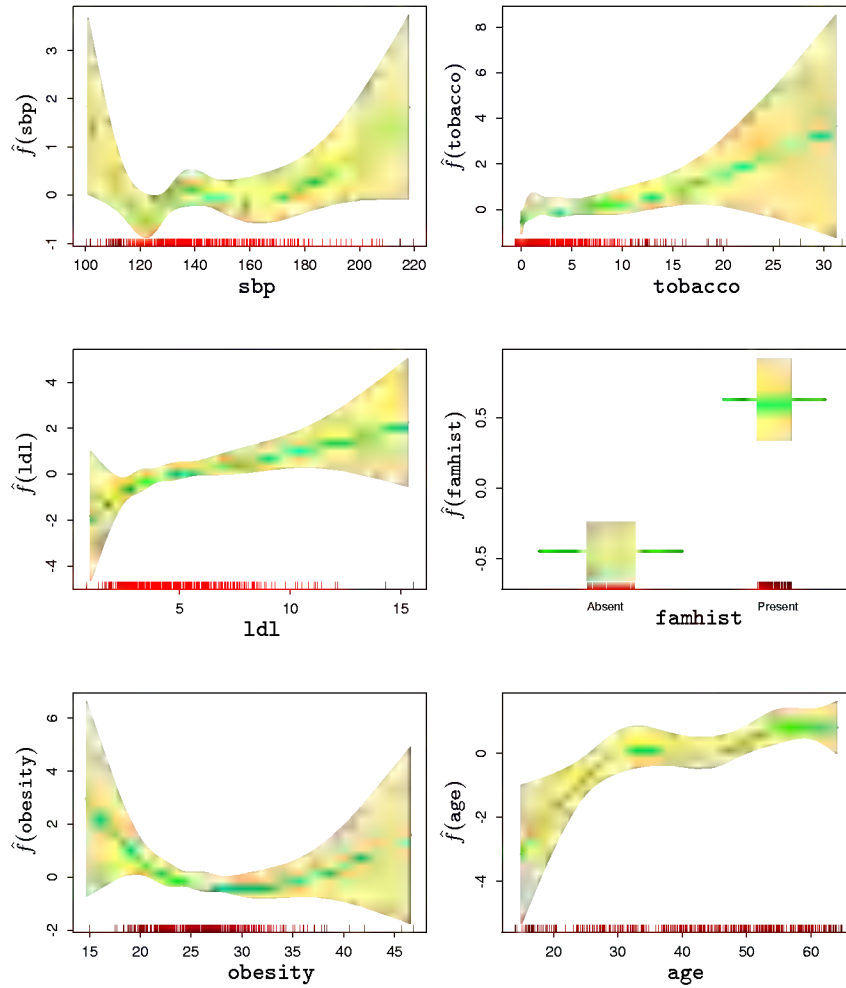 f̂(sbp)
-1 0 1 2 3
100 120 140 160 180 200 220
sbp
f̂(tobacco)
0 2 4 6 8
0 5 10 15 20 25 30
tobacco
f̂(ldl)
-4 -2 0 2 4
5 10 15
ldl
f̂(famhist)
-0.5 0.0 0.5
Absent Present
famhist
f̂(obesity)
-2 0 2 4 6
15 20 25 30 35 40 45
obesity
f̂(age)
-4 -2 0
20 30 40 50 60
age